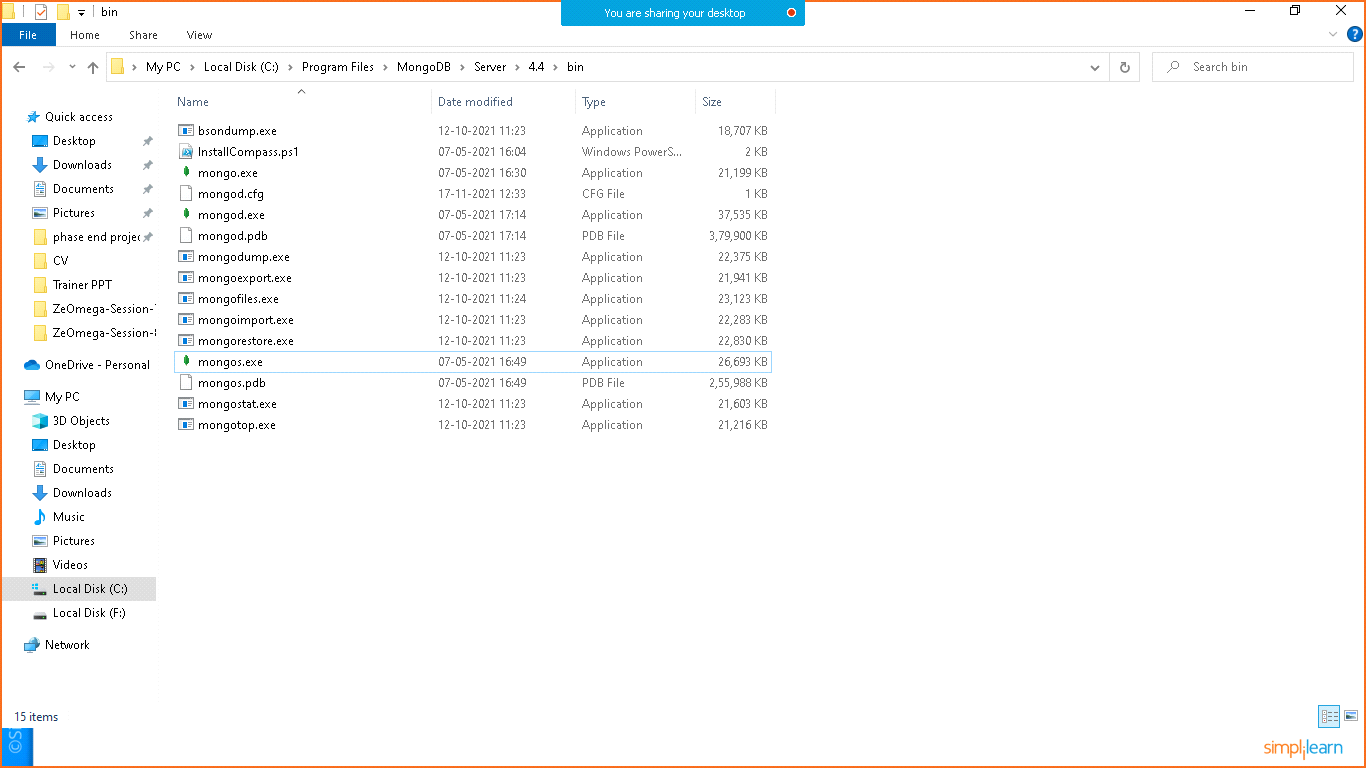 bin
You are sharing your desktop
File Home Share View
My PC Local Disk (C:) Program Files MongoDB Server 4.4 bin
Search bin
Quick access
Desktop
Downloads
Documents
Pictures
phase end projec
CV
Trainer PPT
ZeOmega-Session-
ZeOmega-Session-
OneDrive - Personal
My PC
3D Objects
Desktop
Documents
Downloads
Music
Pictures
Videos
Local Disk (C:)
Local Disk (F:)
Network
Name Date modified Type Size
bsondump.exe 12-10-2021 11:23 Application 18,707 KB
InstallCompass.ps1 07-05-2021 16:04 Windows PowerS... 2 KB
mongo.exe 07-05-2021 16:30 Application 21,199 KB
mongod.cfg 17-11-2021 12:33 CFG File 1 KB
mongod.exe 07-05-2021 17:14 Application 37,535 KB
mongod.pdb 07-05-2021 17:14 PDB File 3,79,900 KB
mongodump.exe 12-10-2021 11:23 Application 22,375 KB
mongoexport.exe 12-10-2021 11:23 Application 21,941 KB
mongofiles.exe 12-10-2021 11:24 Application 23,123 KB
mongoimport.exe 12-10-2021 11:23 Application 22,283 KB
mongorestore.exe 12-10-2021 11:23 Application 22,830 KB
mongos.exe 07-05-2021 16:49 Application 26,693 KB
mongos.pdb 07-05-2021 16:49 PDB File 2,55,988 KB
mongostat.exe 12-10-2021 11:23 Application 21,603 KB
mongotop.exe 12-10-2021 11:23 Application 21,216 KB
15 items
©S
simplilearn